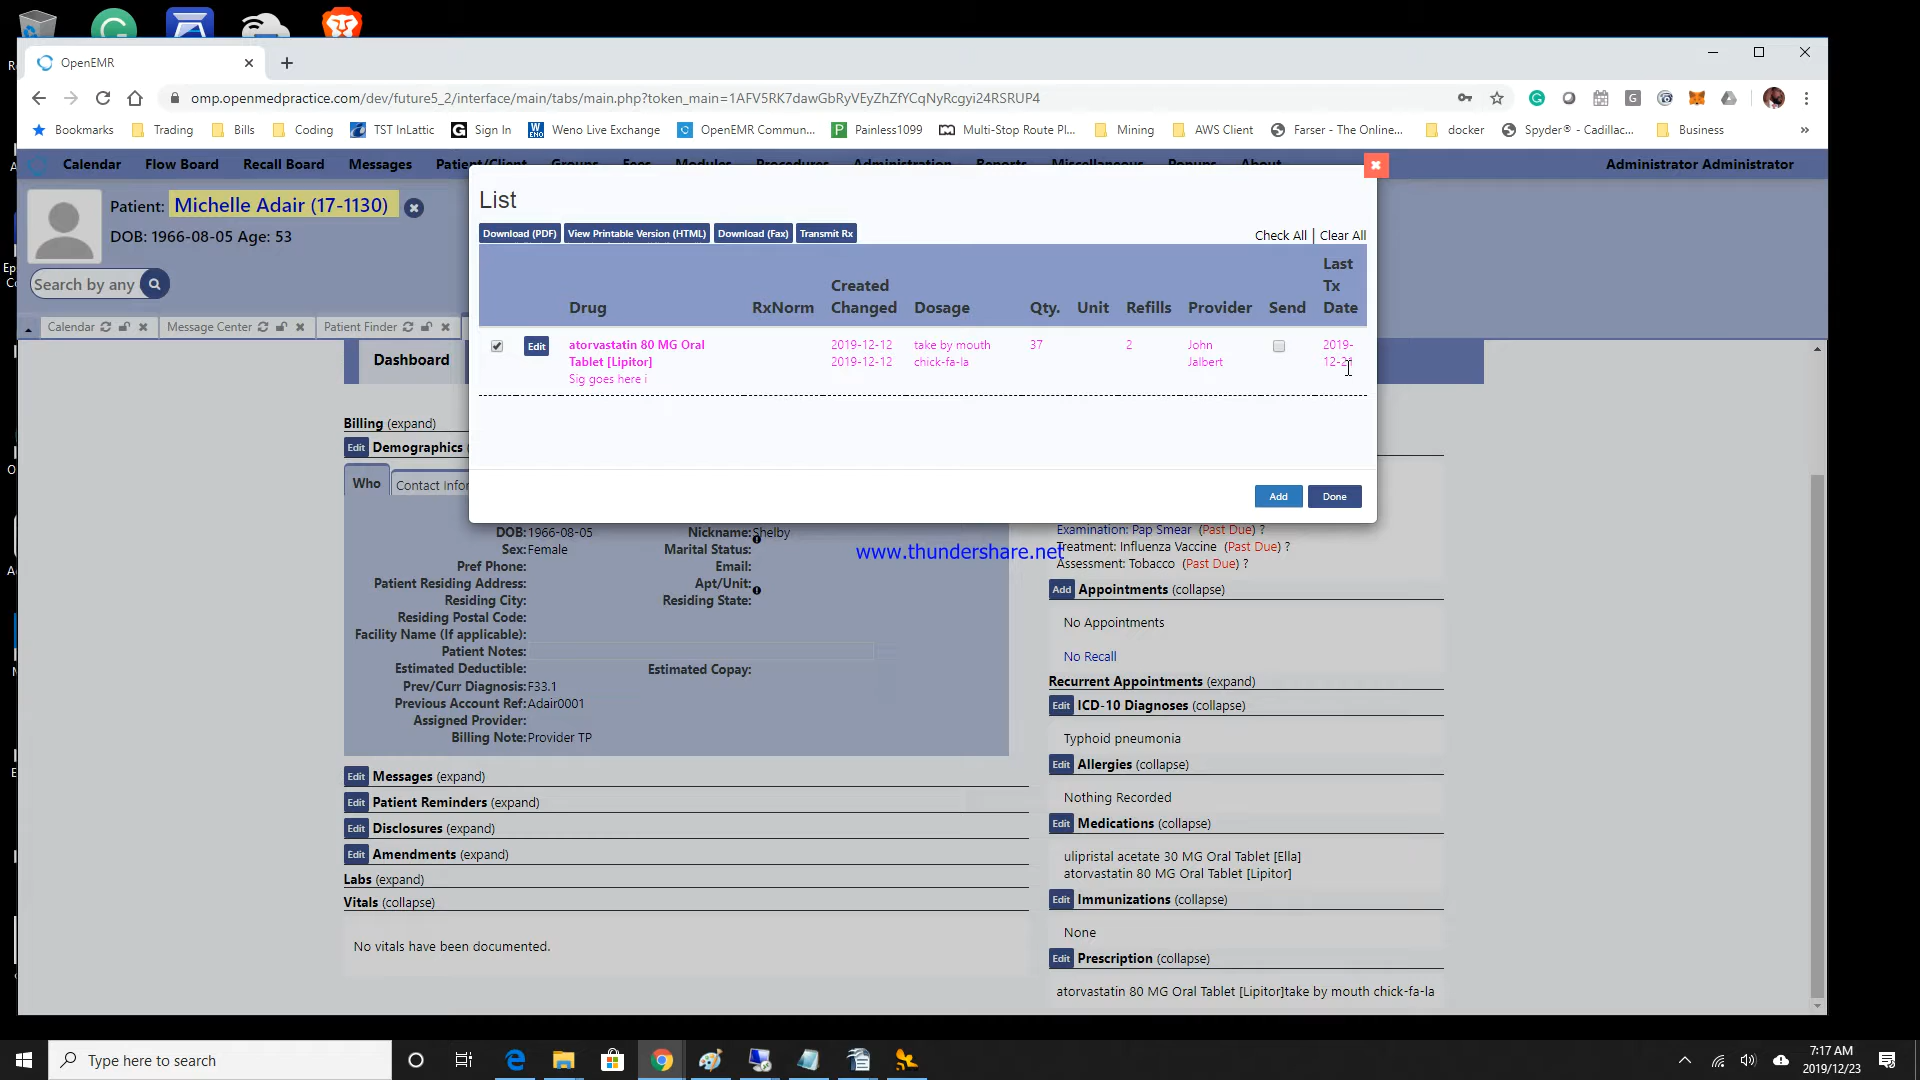 OpenEMR
omp.openmedpractice.com/dev/future5_2/interface/main/tabs/main.php?token_main=1AFV5RK7dawGbRyVEyZhZfYCqNyRcgyi24RSRUP4
Bookmarks Trading Bills Coding TST InLattic Sign In Weno Live Exchange OpenEMR Commun... Painless1099 Multi-Stop Route Pl... Mining AWS Client Farser - The Online... docker Spyder® - Cadillac... Business »
Calendar Flow Board Recall Board Messages Patient/Client Groups Fees Modules Procedures Administration Reports Miscellaneous Popups About Administrator Administrator
Patient: Michelle Adair (17-1130)
DOB: 1966-08-05 Age: 53
Search by any
Calendar Message Center Patient Finder
List
Download (PDF) View Printable Version (HTML) Download (Fax) Transmit Rx
Check All | Clear All
Drug RxNorm Created Changed Dosage Qty. Unit Refills Provider Send Last Tx Date
Edit
atorvastatin 80 MG Oral Tablet [Lipitor]
Sig goes here i
2019-12-12
2019-12-12
take by mouth
chick-fa-la
37
2
John
Jalbert
2019-
Add Done
Dashboard
Billing (expand)
Edit Demographics
Who Contact Infor
DOB:1966-08-05 Nickname:Shelby
Sex:Female Marital Status:
Pref Phone: Email:
Patient Residing Address: Apt/Unit:
Residing City: Residing State:
Residing Postal Code:
Facility Name (If applicable):
Patient Notes:
Estimated Deductible: Estimated Copay:
Prev/Curr Diagnosis:F33.1
Previous Account Ref:Adair0001
Assigned Provider:
Billing Note:Provider TP
Edit Messages (expand)
Edit Patient Reminders (expand)
Edit Disclosures (expand)
Edit Amendments (expand)
Labs (expand)
Vitals (collapse)
No vitals have been documented.
www.thundershare.net
Examination: Pap Smear (Past Due) ?
Treatment: Influenza Vaccine (Past Due) ?
Assessment: Tobacco (Past Due) ?
Add Appointments (collapse)
No Appointments
No Recall
Recurrent Appointments (expand)
Edit ICD-10 Diagnoses (collapse)
Typhoid pneumonia
Edit Allergies (collapse)
Nothing Recorded
Edit Medications (collapse)
ulipristal acetate 30 MG Oral Tablet [Ella]
atorvastatin 80 MG Oral Tablet [Lipitor]
Edit Immunizations (collapse)
None
Edit Prescription (collapse)
atorvastatin 80 MG Oral Tablet [Lipitor]take by mouth chick-fa-la
Type here to search
7:17 AM
2019/12/23